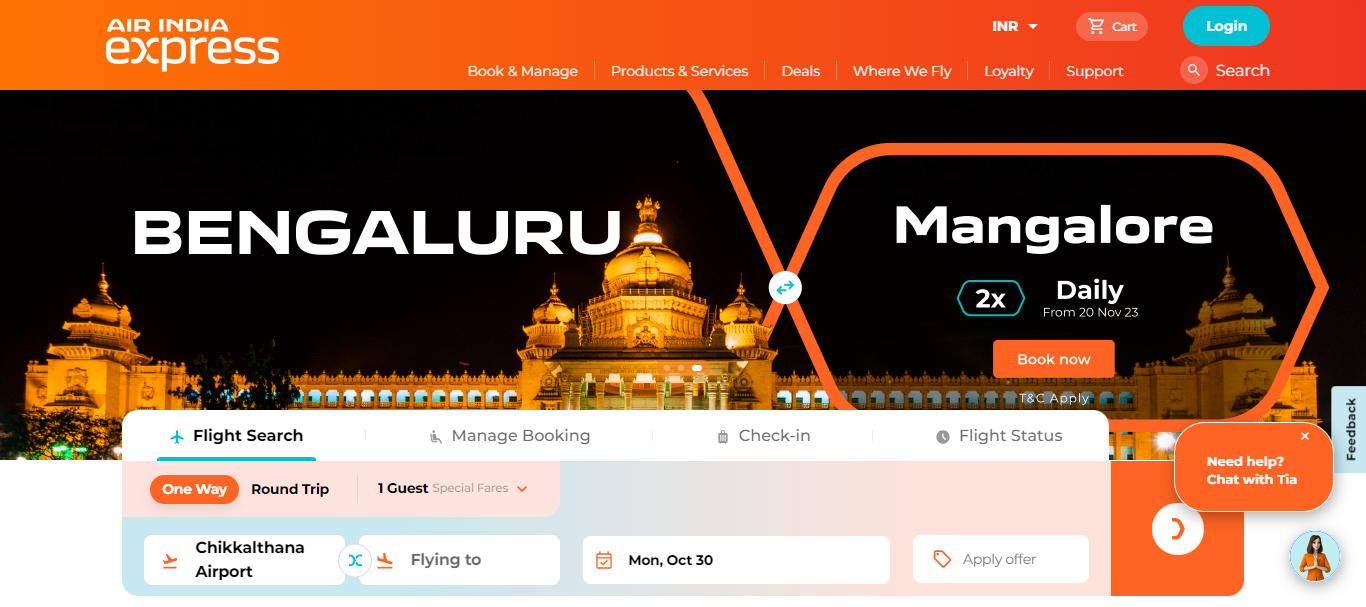 AIR INDIA
express
INR
Cart
Login
Book & Manage
Products & Services
Deals
Where We Fly
Loyalty
Support
Search
BENGALURU
Mangalore
2x
Daily
From 20 Nov 23
Book now
T&C Apply
Feedback
Flight Search
Manage Booking
Check-in
Flight Status
Need help?
Chat with Tia
One Way
Round Trip
1 Guest Special Fares
Chikkalthana
Airport
Flying to
Mon, Oct 30
Apply offer